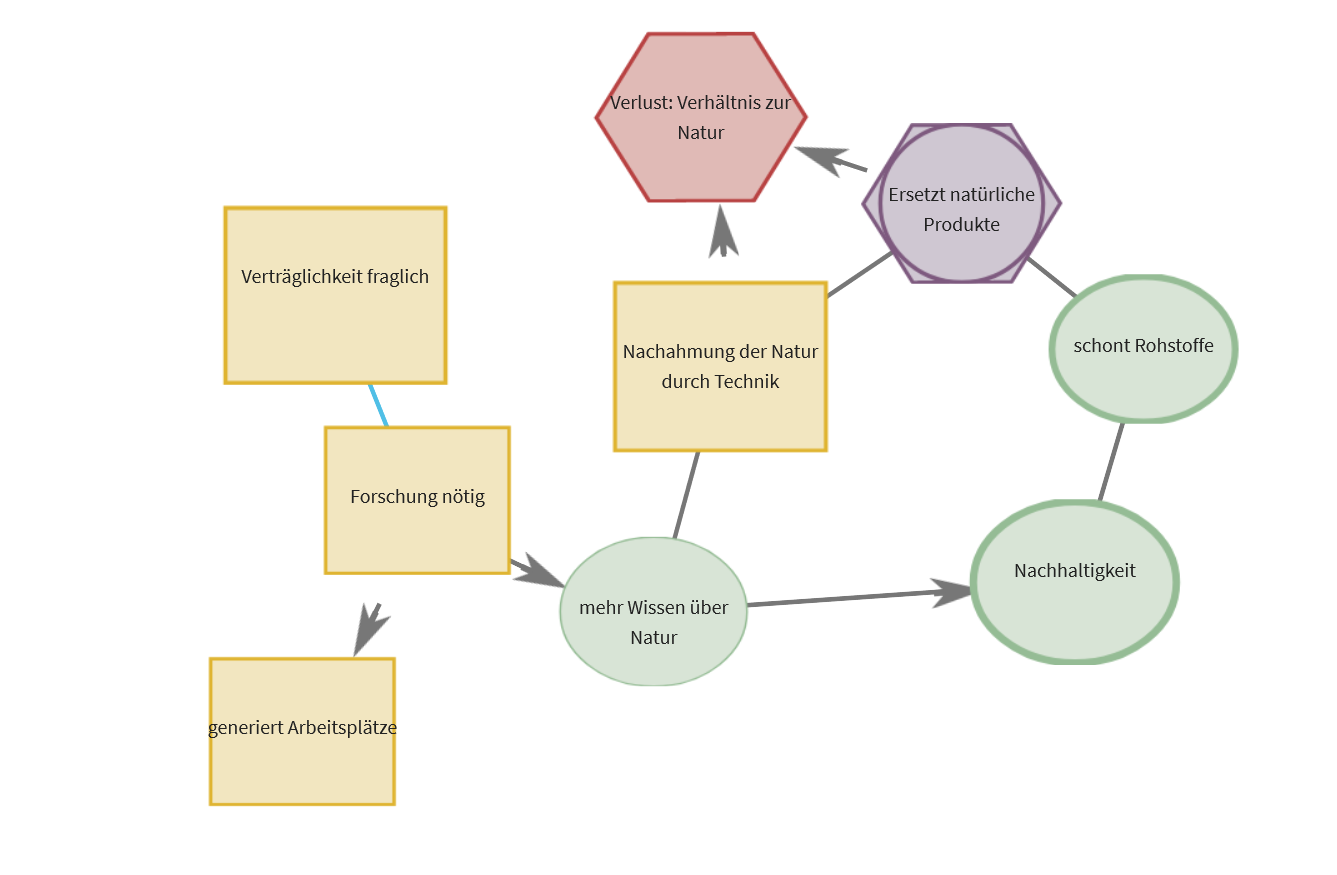 Verlust: Verhältnis zur
Natur
Ersetzt natürliche
Produkte
Verträglichkeit fraglich
Nachahmung der Natur
durch Technik
schont Rohstoffe
Forschung nötig
Nachhaltigkeit
mehr Wissen über
Natur
generiert Arbeitsplätze